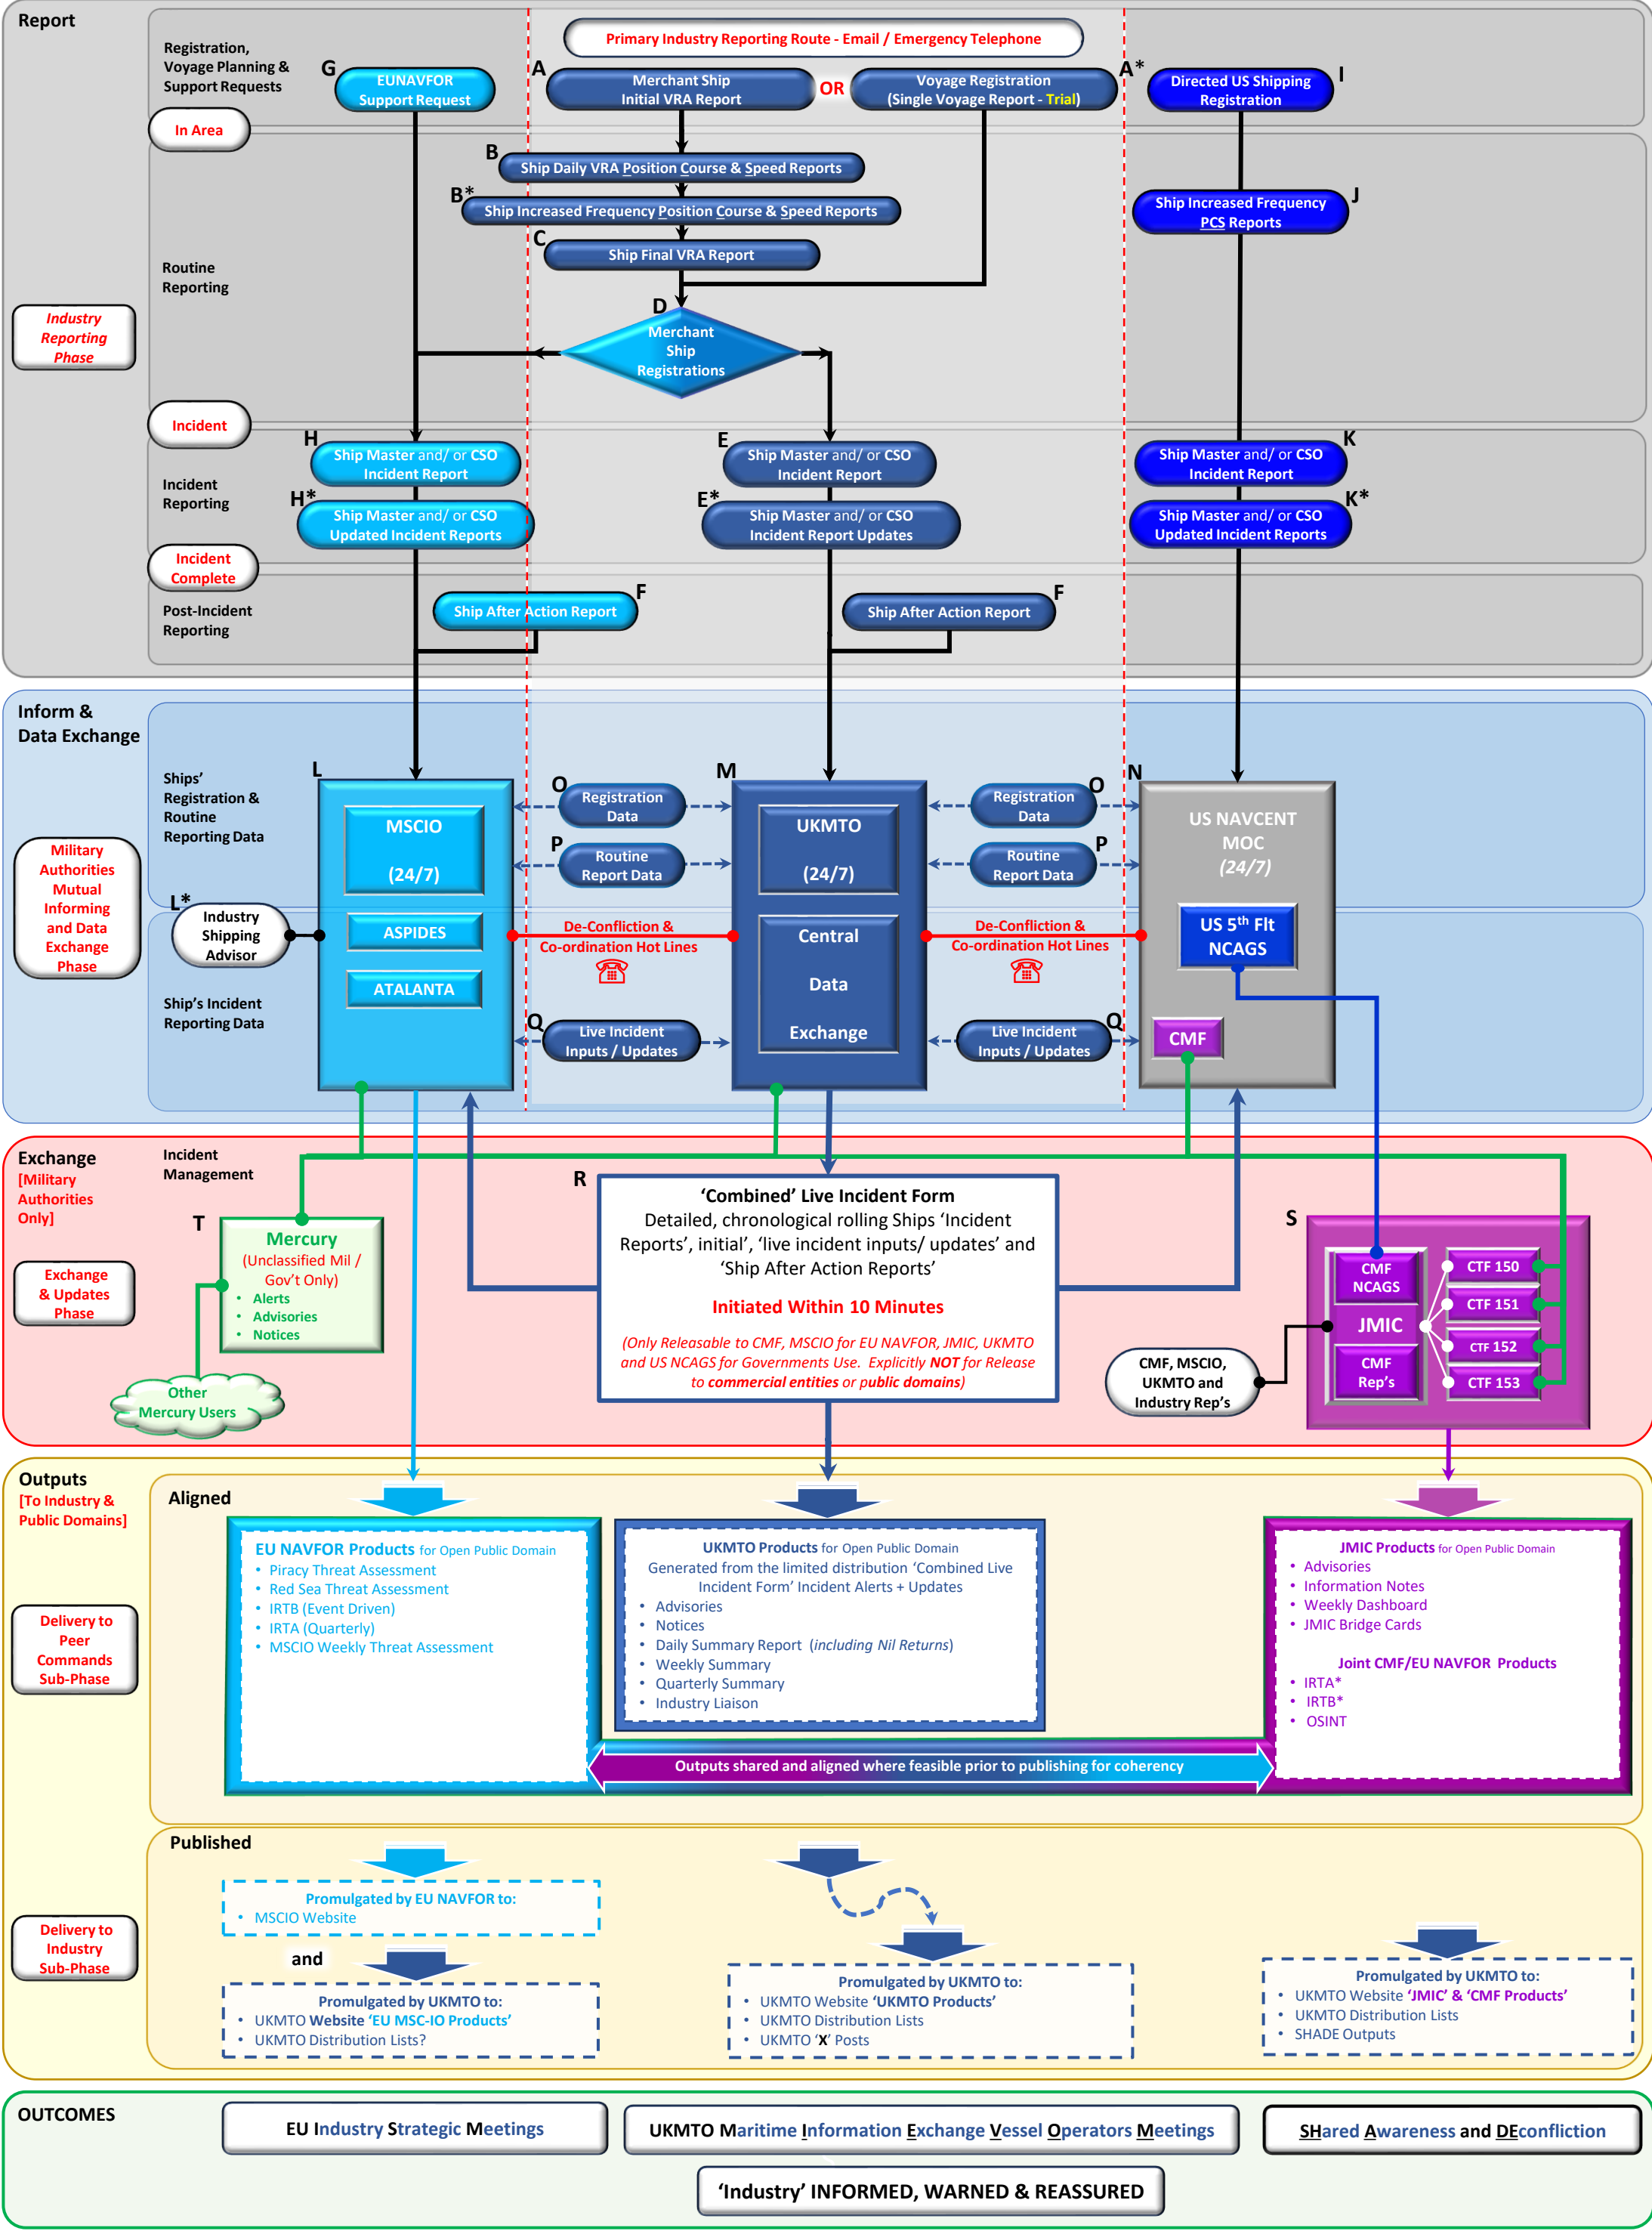 Report
Registration,
Voyage Planning &
Support Requests
Primary Industry Reporting Route - Email / Emergency Telephone
G
EUNAVFOR
Support Request
A
Merchant Ship
Initial VRA Report
OR
Voyage Registration
(Single Voyage Report - Trial)
A*
Directed US Shipping
Registration
I
In Area
B
Ship Daily VRA Position Course & Speed Reports
B*
Ship Increased Frequency Position Course & Speed Reports
Ship Increased Frequency
PCS Reports
J
C
Ship Final VRA Report
Routine
Reporting
D
Merchant
Ship
Registrations
Industry
Reporting
Phase
Incident
Incident
Reporting
H
Ship Master and/ or CSO
Incident Report
E
Ship Master and/ or CSO
Incident Report
K
Ship Master and/ or CSO
Incident Report
H*
Ship Master and/ or CSO
Updated Incident Reports
E*
Ship Master and/ or CSO
Incident Report Updates
K*
Ship Master and/ or CSO
Updated Incident Reports
Incident
Complete
Post-Incident
Reporting
Ship After Action Report
F
Ship After Action Report
F
Inform &
Data Exchange
Ships’
Registration &
Routine
Reporting Data
L
MSCIO
(24/7)
O
Registration
Data
P
Routine
Report Data
M
UKMTO
(24/7)
O
Registration
Data
P
Routine
Report Data
N
US NAVCENT
MOC
(24/7)
Military
Authorities
Mutual
Informing
and Data
Exchange
Phase
L*
Industry
Shipping
Advisor
ASPIDES
ATALANTA
De-Confliction &
Co-ordination Hot Lines
Central
Data
Exchange
De-Confliction &
Co-ordination Hot Lines
US 5th Flt
NCAGS
Ship’s Incident
Reporting Data
Q
Live Incident
Inputs / Updates
Q
Live Incident
Inputs / Updates
CMF
Exchange
[Military
Authorities
Only]
Incident
Management
Exchange
& Updates
Phase
T
Mercury
(Unclassified Mil /
Gov’t Only)
• Alerts
• Advisories
• Notices
Other
Mercury Users
R
‘Combined’ Live Incident Form
Detailed, chronological rolling Ships ‘Incident
Reports’, initial’, ‘live incident inputs/ updates’ and
‘Ship After Action Reports’
Initiated Within 10 Minutes
(Only Releasable to CMF, MSCIO for EU NAVFOR, JMIC, UKMTO
and US NCAGS for Governments Use. Explicitly NOT for Release
to commercial entities or public domains)
S
CMF
NCAGS
JMIC
CMF
Rep’s
CTF 150
CTF 151
CTF 152
CTF 153
CMF, MSCIO,
UKMTO and
Industry Rep’s
Outputs
[To Industry &
Public Domains]
Aligned
Delivery to
Peer
Commands
Sub-Phase
EU NAVFOR Products for Open Public Domain
• Piracy Threat Assessment
• Red Sea Threat Assessment
• IRTB (Event Driven)
• IRTA (Quarterly)
• MSCIO Weekly Threat Assessment
UKMTO Products for Open Public Domain
Generated from the limited distribution ‘Combined Live
Incident Form’ Incident Alerts + Updates
• Advisories
• Notices
• Daily Summary Report (including Nil Returns)
• Weekly Summary
• Quarterly Summary
• Industry Liaison
JMIC Products for Open Public Domain
• Advisories
• Information Notes
• Weekly Dashboard
• JMIC Bridge Cards
Joint CMF/EU NAVFOR Products
• IRTA*
• IRTB*
• OSINT
Outputs shared and aligned where feasible prior to publishing for coherency
Published
Delivery to
Industry
Sub-Phase
Promulgated by EU NAVFOR to:
• MSCIO Website
and
Promulgated by UKMTO to:
• UKMTO Website ‘EU MSC-IO Products’
• UKMTO Distribution Lists?
Promulgated by UKMTO to:
• UKMTO Website ‘UKMTO Products’
• UKMTO Distribution Lists
• UKMTO ‘X’ Posts
Promulgated by UKMTO to:
• UKMTO Website ‘JMIC’ & ‘CMF Products’
• UKMTO Distribution Lists
• SHADE Outputs
OUTCOMES
EU Industry Strategic Meetings
UKMTO Maritime Information Exchange Vessel Operators Meetings
SHared Awareness and DEconfliction
‘Industry’ INFORMED, WARNED & REASSURED